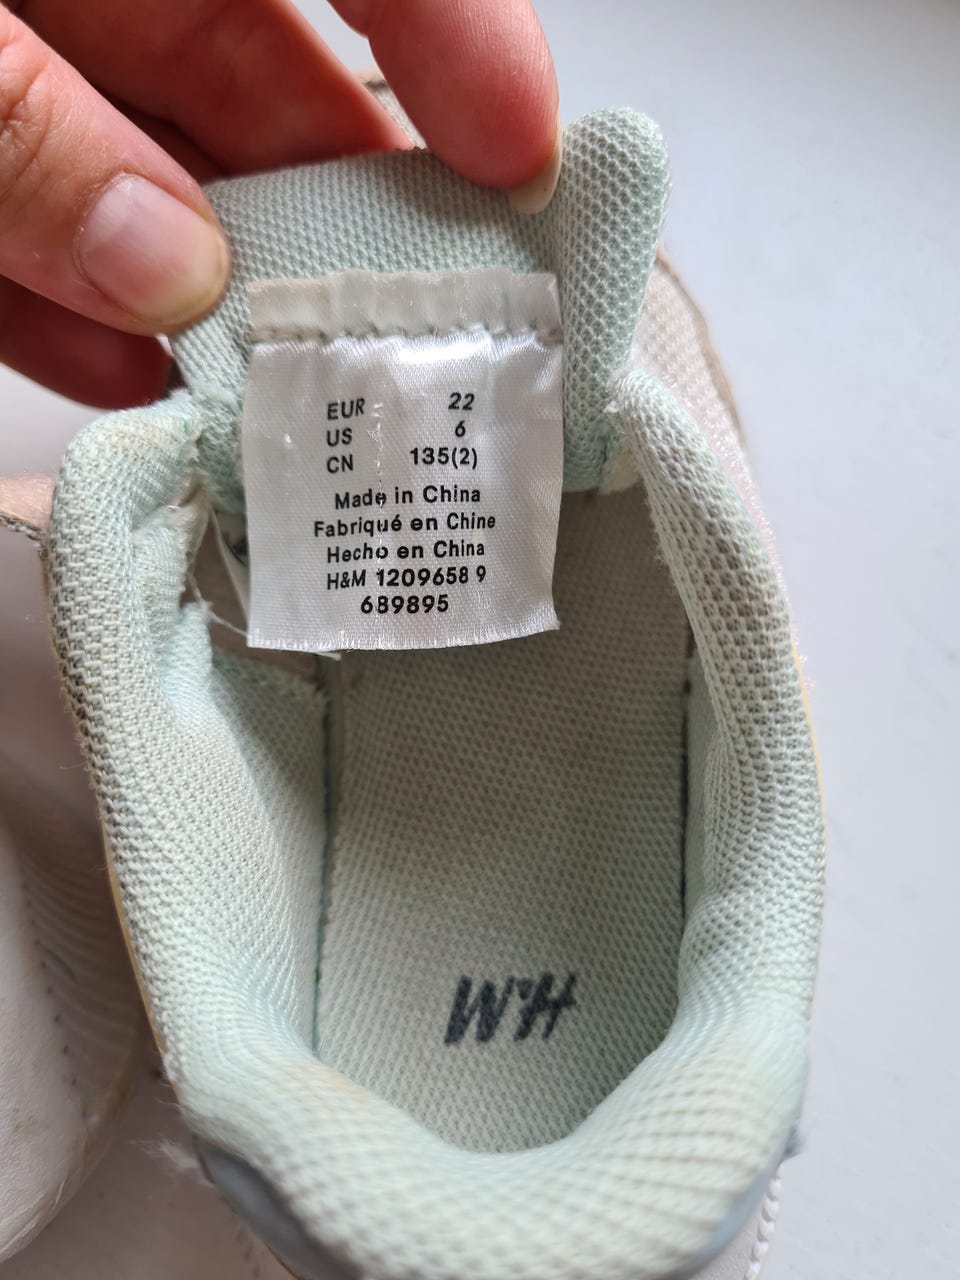 EUR 22
US 6
CN 135(2)
Made in China
Fabriqué en Chine
Hecho en China
H&M 1209658 9
689895
H&M